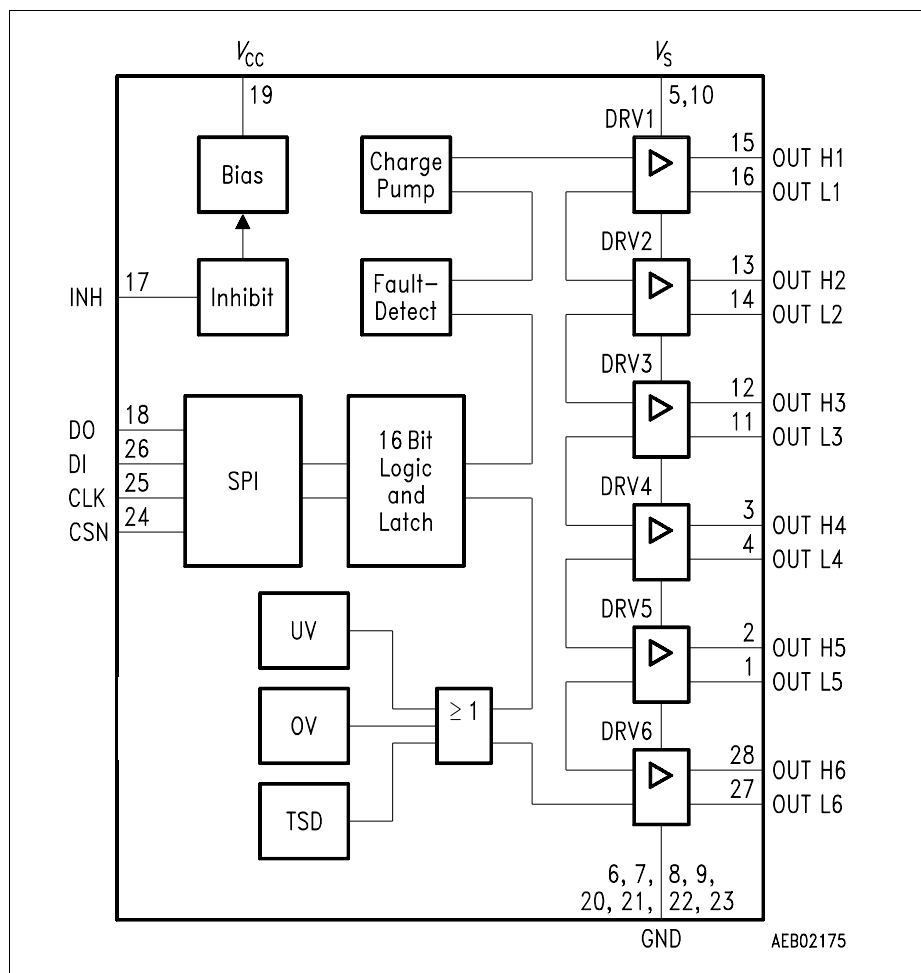 VCC
VS
19
5,10
DRV1
Bias
Charge
Pump
15
OUT H1
16
OUT L1
DRV2
INH
17
Inhibit
Fault–
Detect
13
OUT H2
14
OUT L2
DRV3
12
OUT H3
11
OUT L3
DO
18
DI
26
CLK
25
CSN
24
SPI
16 Bit
Logic
and
Latch
DRV4
3
OUT H4
4
OUT L4
UV
DRV5
2
OUT H5
1
OUT L5
OV
≥ 1
DRV6
28
OUT H6
27
OUT L6
TSD
6, 7,
8, 9,
20, 21,
22, 23
GND
AEB02175